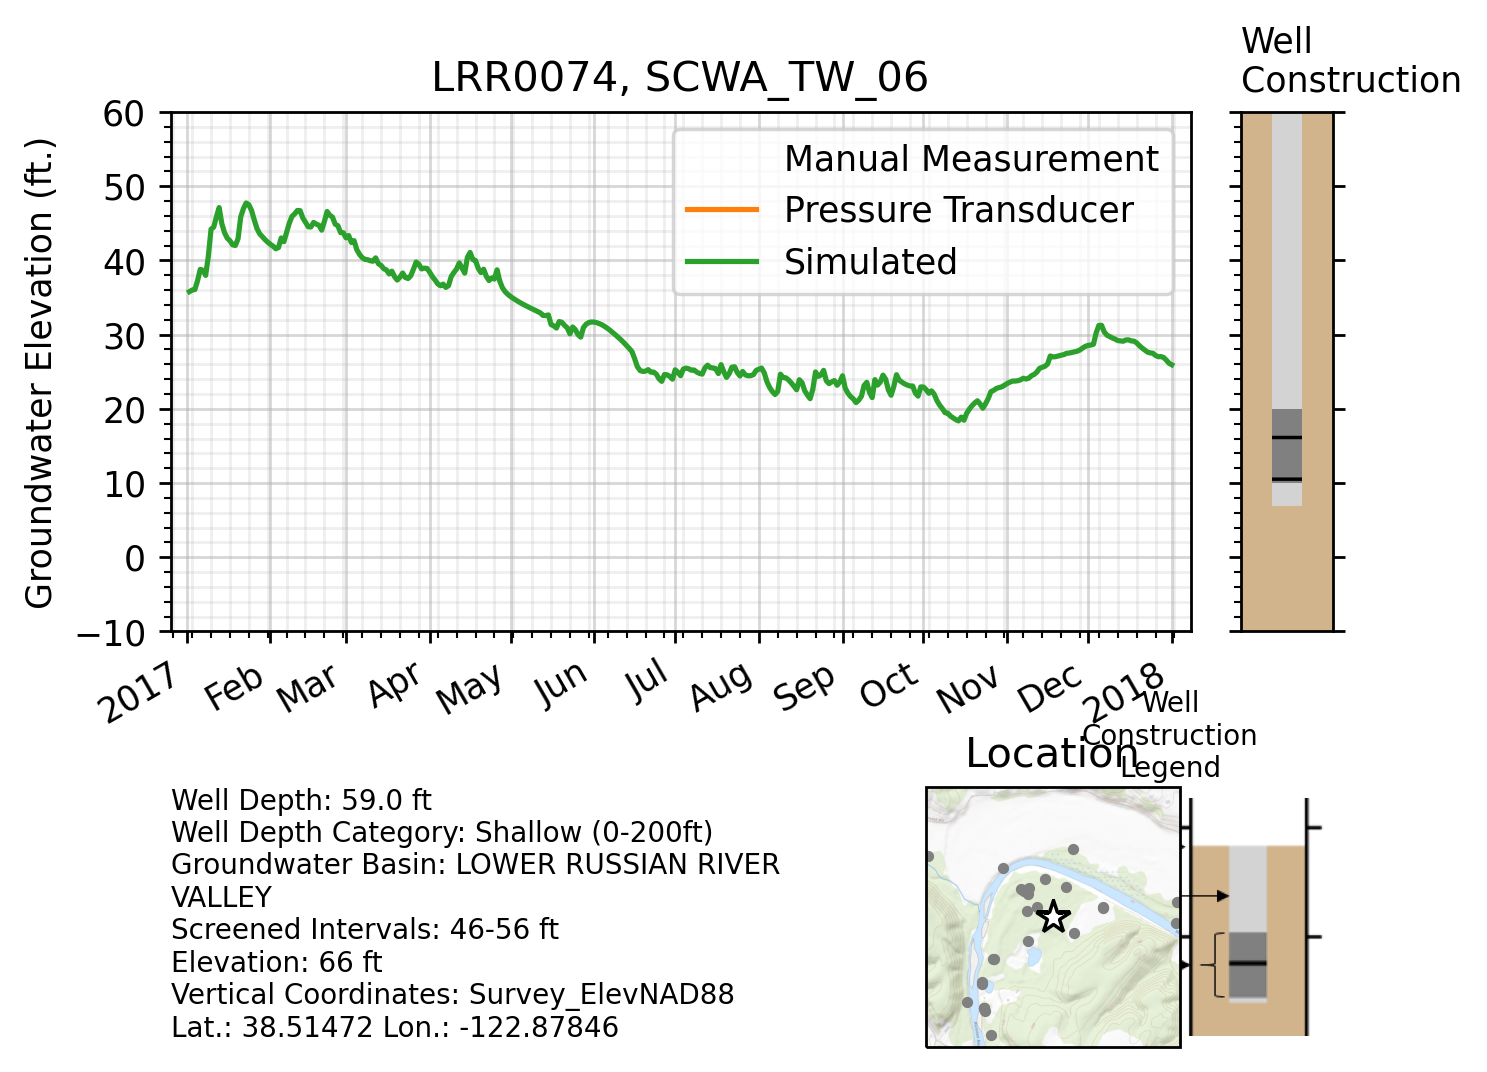 Well
Construction
LRR0074, SCWA_TW_06
Groundwater Elevation (ft.)
60
50
40
30
20
10
0
−10
Manual Measurement
Pressure Transducer
Simulated
2017
Feb
Mar
Apr
May
Jun
Jul
Aug
Sep
Oct
Nov
Dec
2018
Well Depth: 59.0 ft
Well Depth Category: Shallow (0-200ft)
Groundwater Basin: LOWER RUSSIAN RIVER
VALLEY
Screened Intervals: 46-56 ft
Elevation: 66 ft
Vertical Coordinates: Survey_ElevNAD88
Lat.: 38.51472 Lon.: -122.87846
Location
Well
Construction
Legend